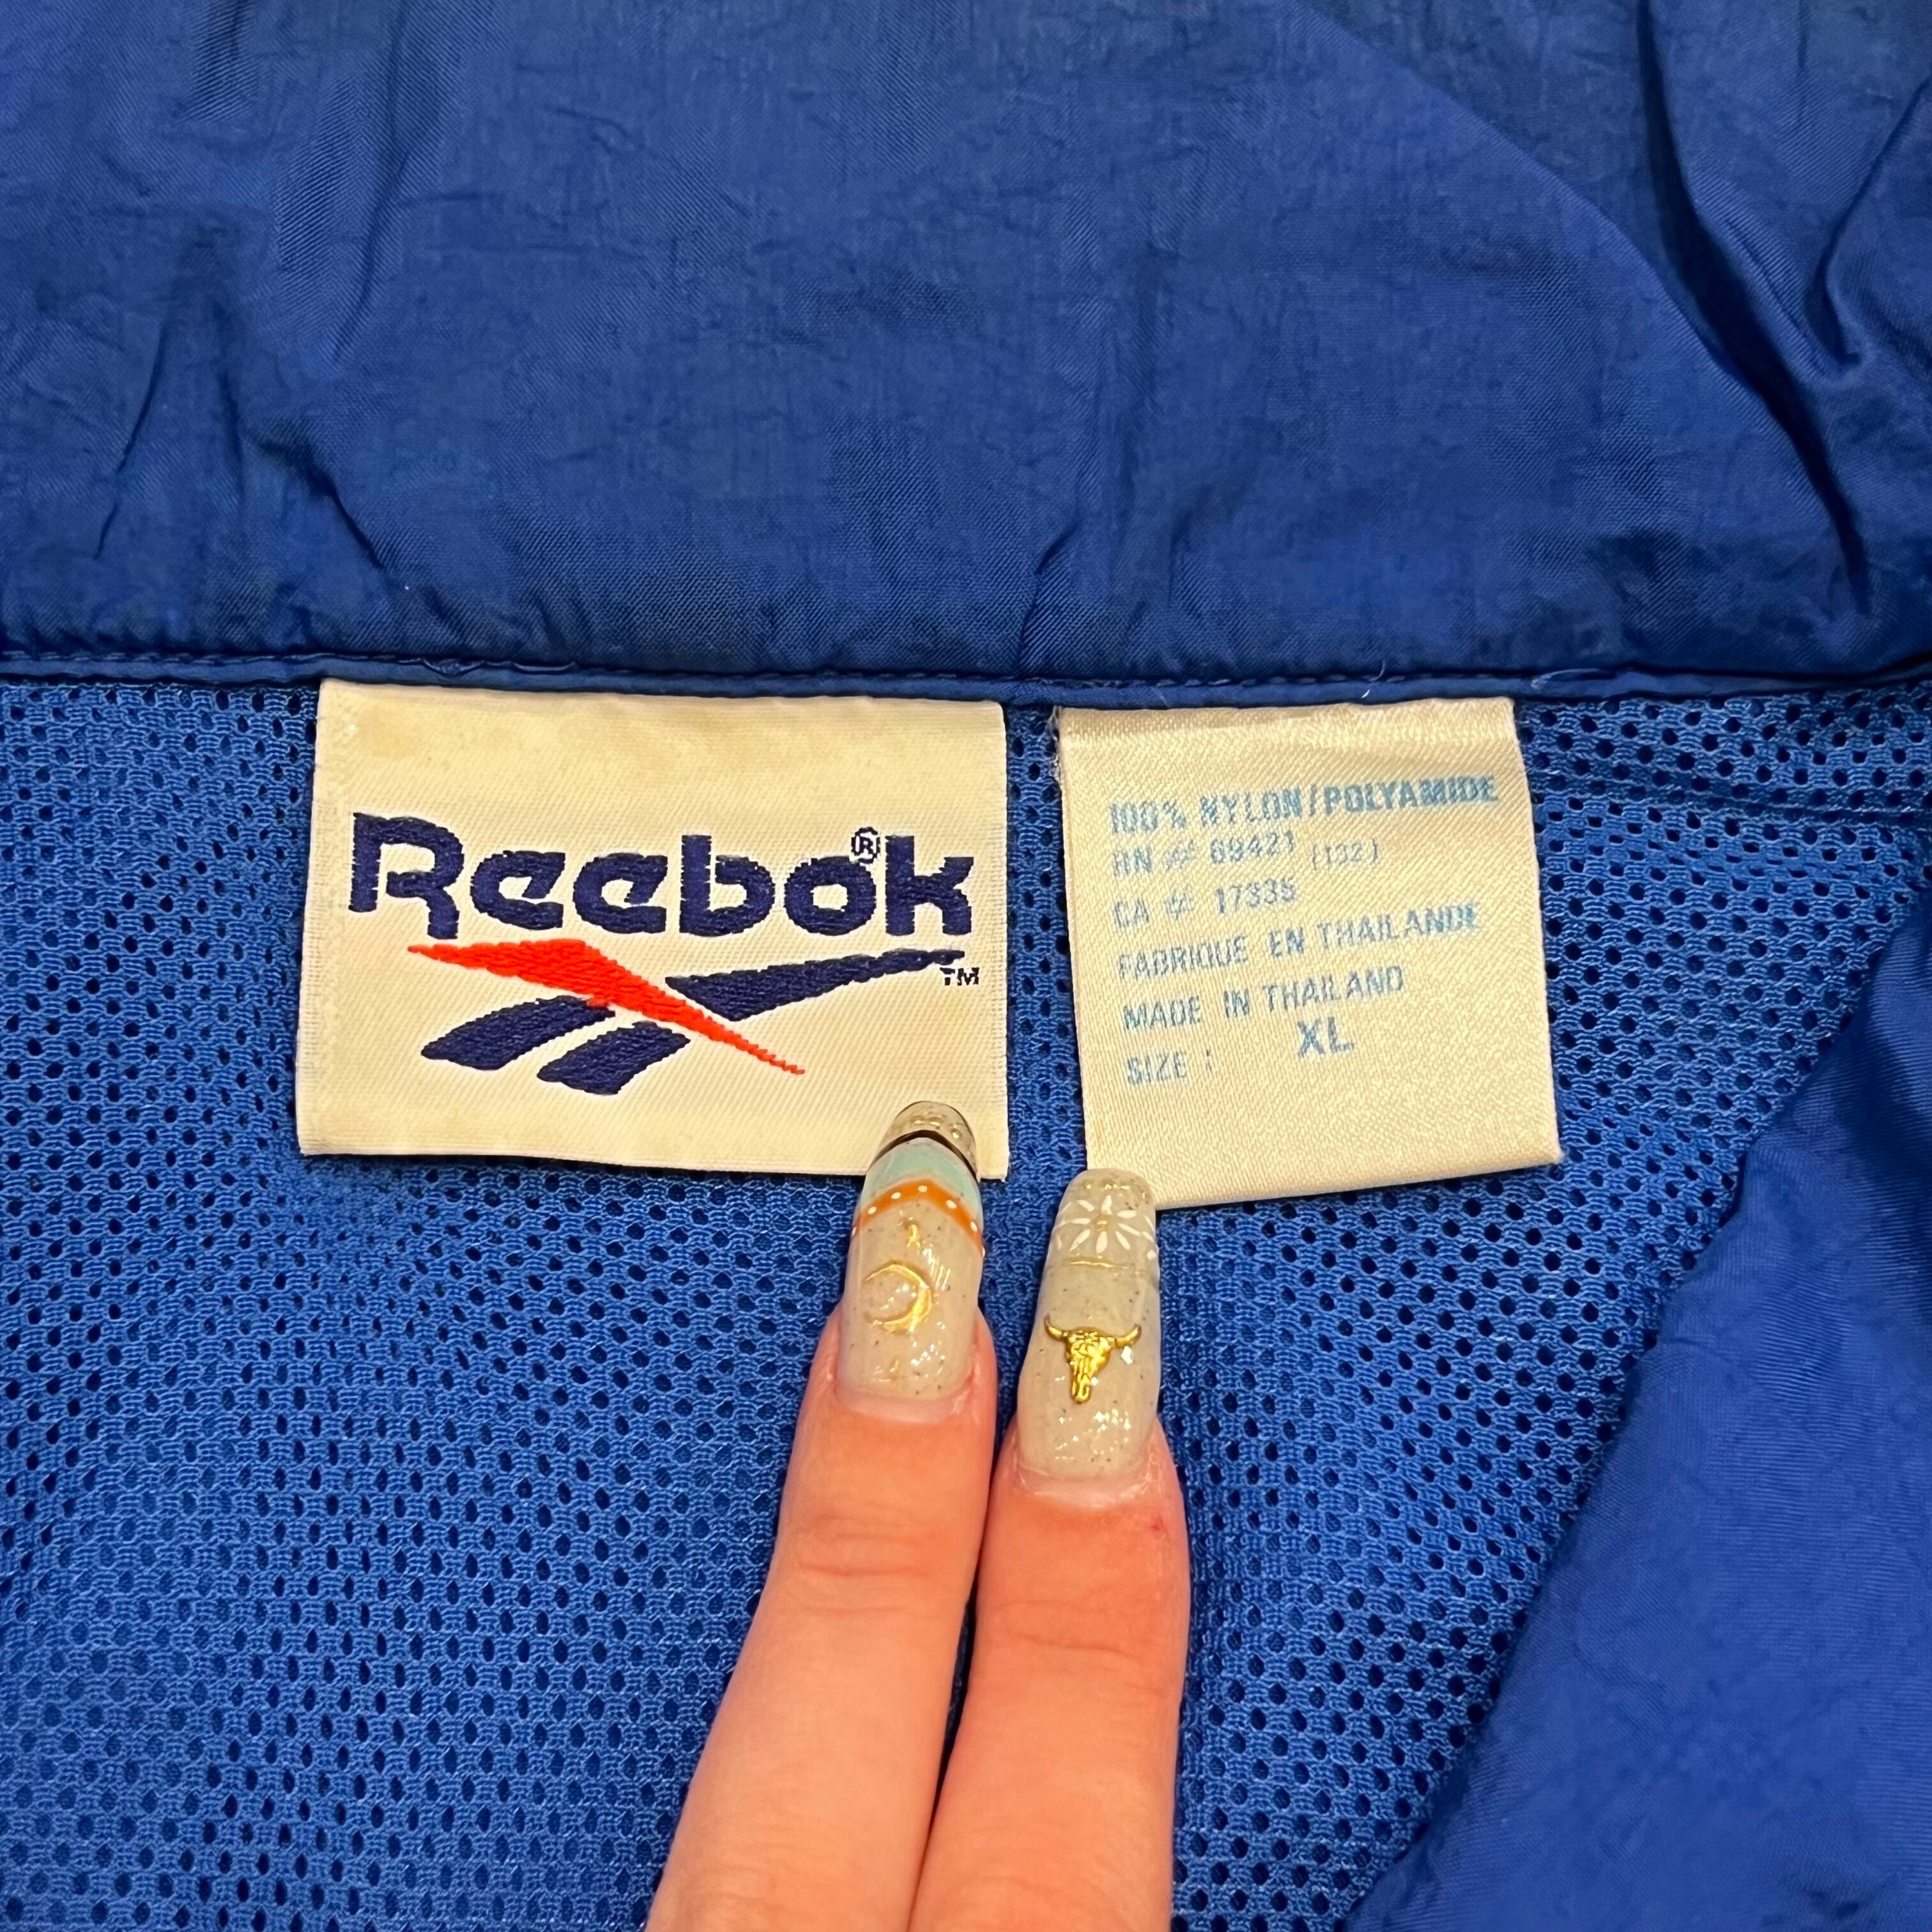 Reebok®
TM
100% NYLON/POLYAMIDE
RN # 69421 (132)
CA # 17335
FABRIQUE EN THAILANDE
MADE IN THAILAND
SIZE : XL